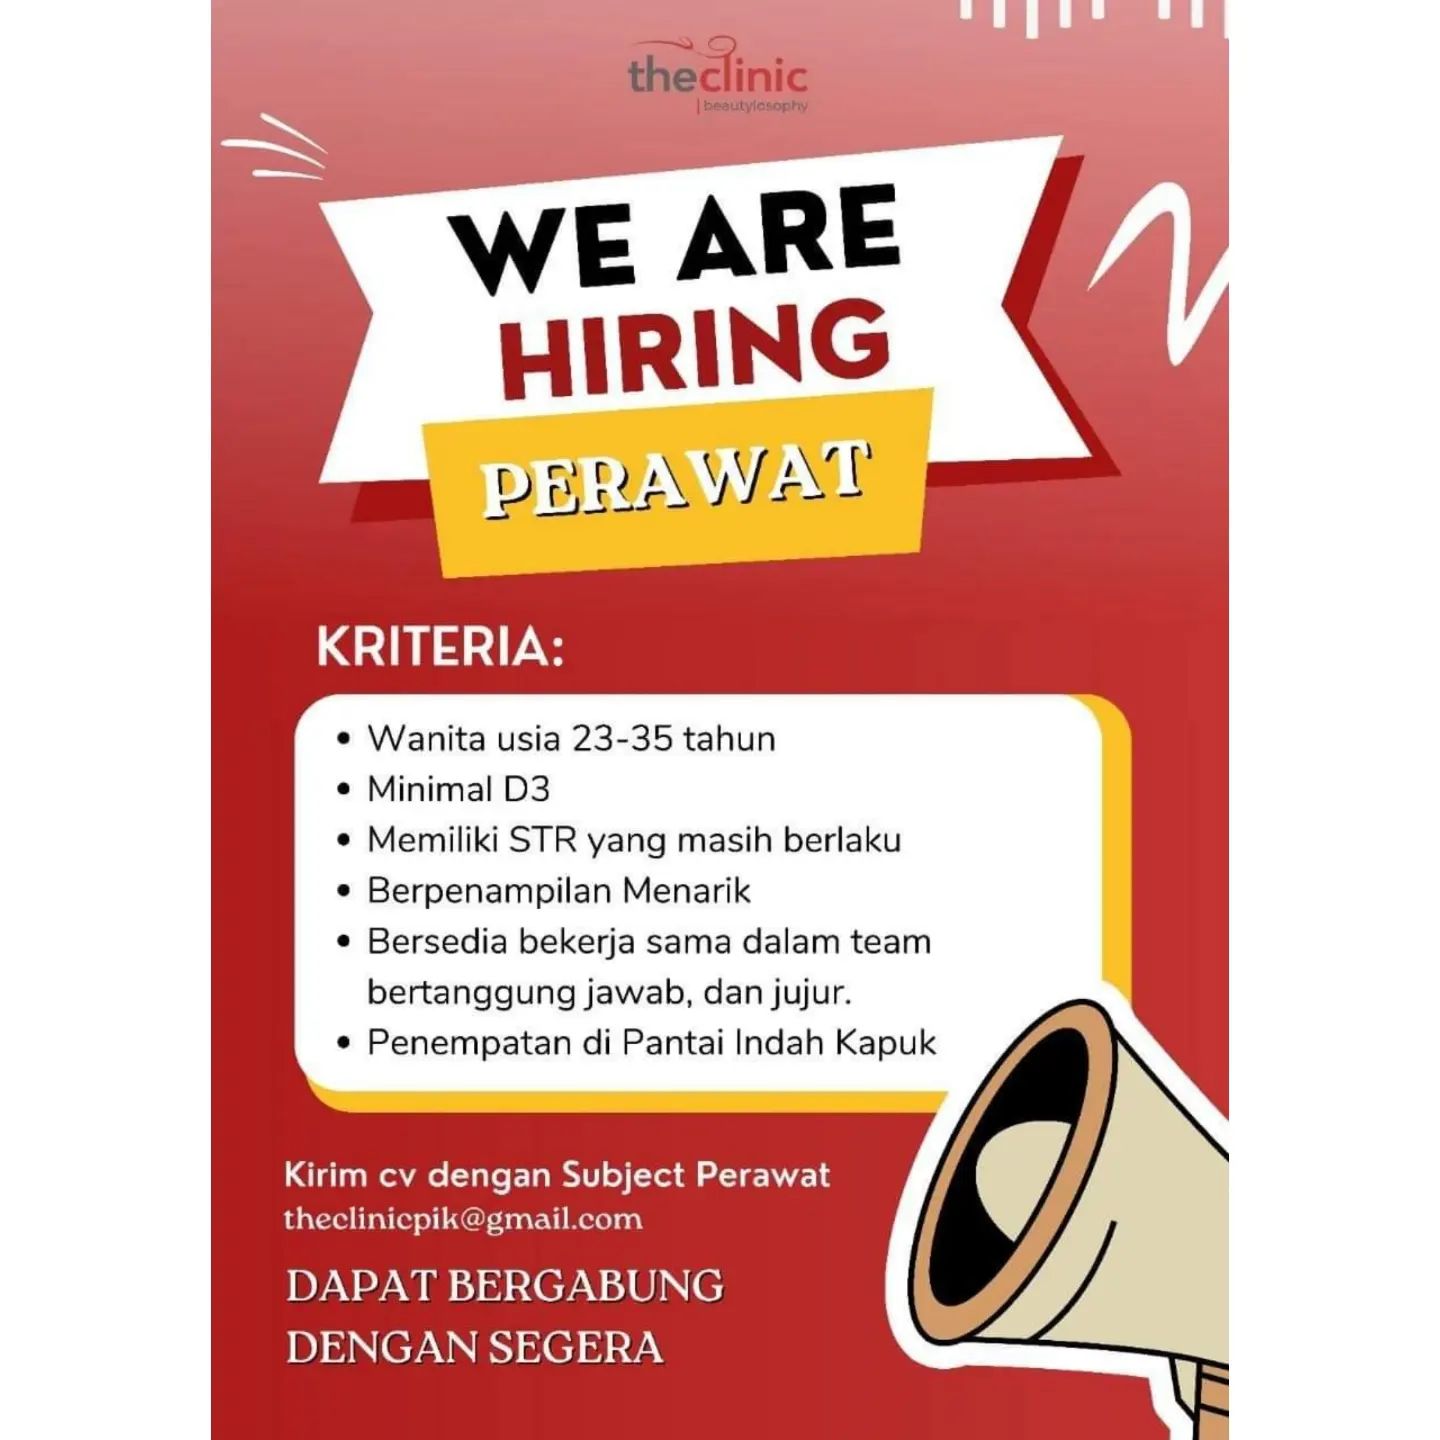 theclinic
| beautylosophy
WE ARE
HIRING
PERAWAT
KRITERIA:
• Wanita usia 23-35 tahun
• Minimal D3
• Memiliki STR yang masih berlaku
• Berpenampilan Menarik
• Bersedia bekerja sama dalam team
bertanggung jawab, dan jujur.
• Penempatan di Pantai Indah Kapuk
Kirim cv dengan Subject Perawat
theclinicpik@gmail.com
DAPAT BERGABUNG
DENGAN SEGERA